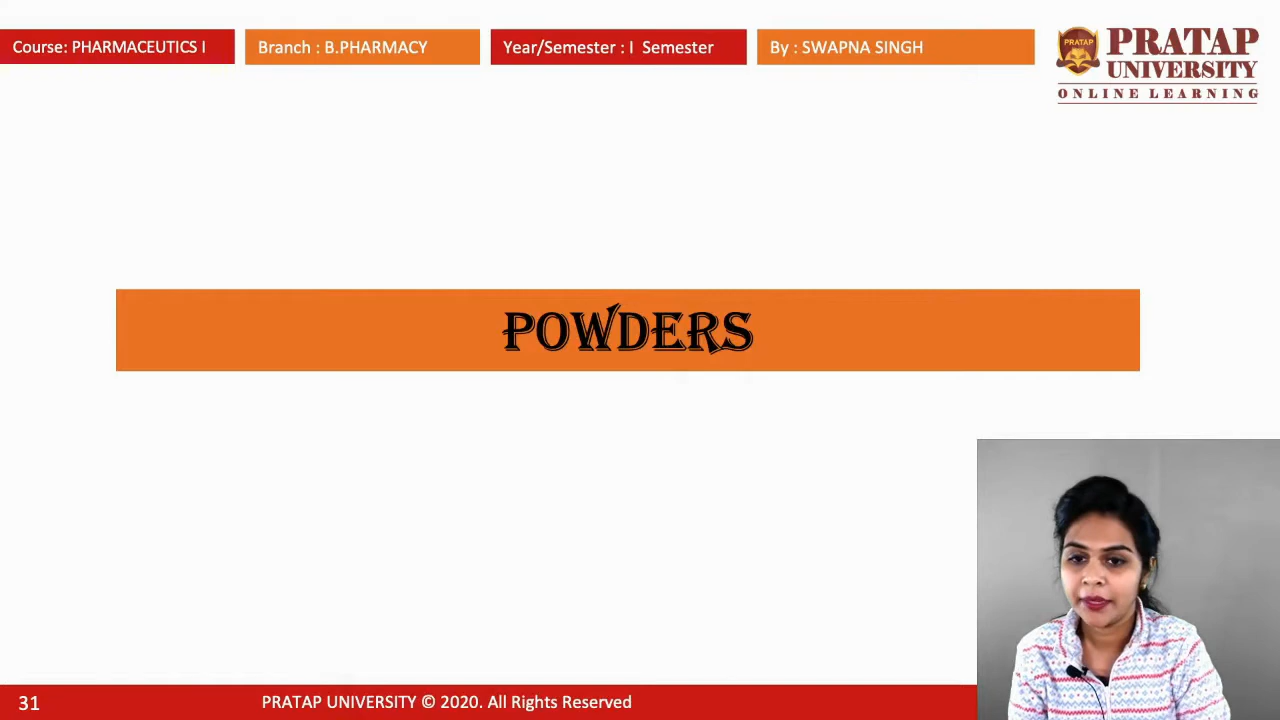 Course: PHARMACEUTICS I
Branch : B.PHARMACY
Year/Semester : I Semester
By : SWAPNA SINGH
PRATAP
PRATAP
UNIVERSITY
ONLINE LEARNING
POWDERS
31
PRATAP UNIVERSITY © 2020. All Rights Reserved